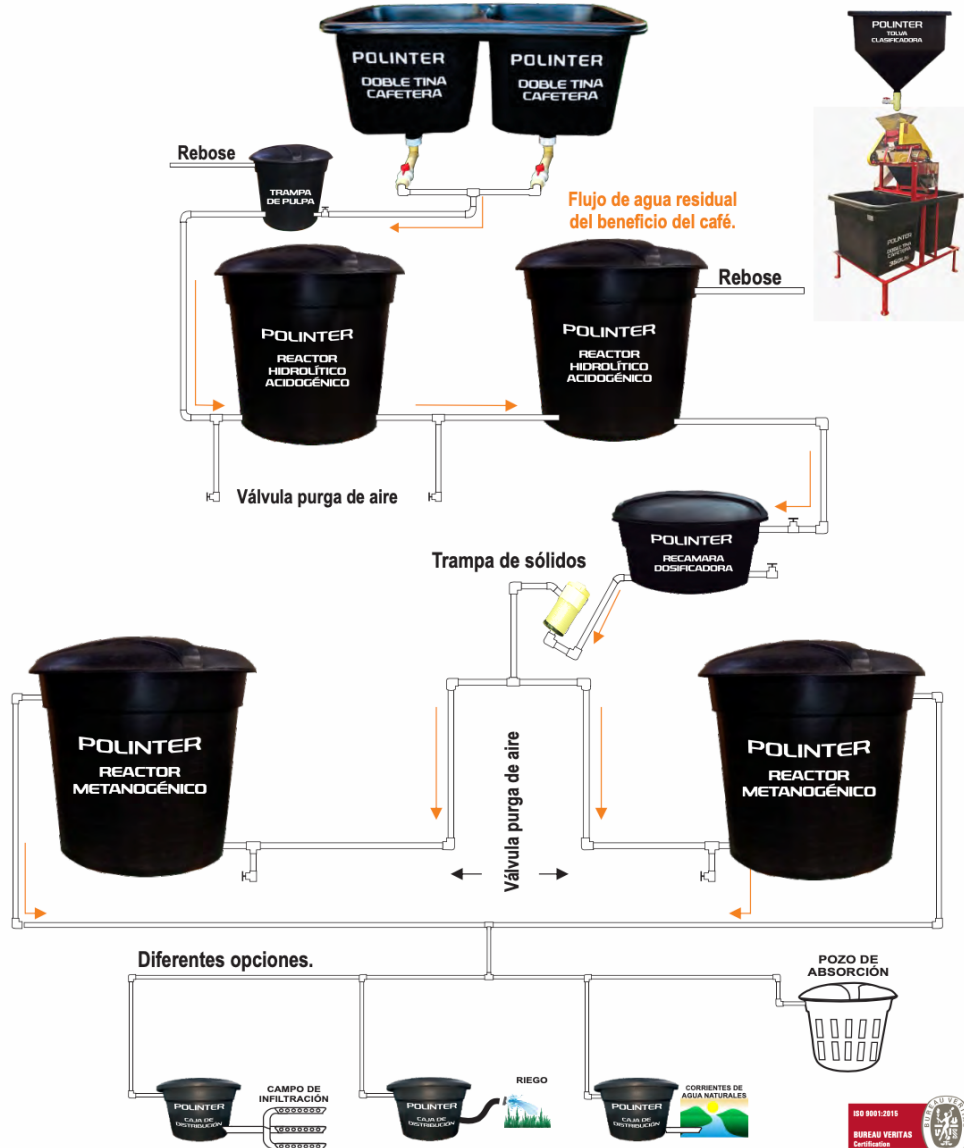 POLINTER
DOBLE TINA
CAFETERA
POLINTER
DOBLE TINA
CAFETERA
POLINTER
TOLVA
CLASIFICADORA
Rebose
TRAMPA
DE PULPA
Flujo de agua residual
del beneficio del café.
POLINTER
DOBLE TINA
CAFETERA
POLINTER
REACTOR
HIDROLÍTICO
ACIDOGÉNICO
POLINTER
REACTOR
HIDROLÍTICO
ACIDOGÉNICO
Rebose
Válvula purga de aire
Trampa de sólidos
POLINTER
RECAMARA
DOSIFICADORA
POLINTER
REACTOR
METANOGÉNICO
Válvula purga de aire
POLINTER
REACTOR
METANOGÉNICO
Diferentes opciones.
POZO DE
ABSORCIÓN
POLINTER
CAJA DE
DISTRIBUCIÓN
CAMPO DE
INFILTRACIÓN
POLINTER
CAJA DE
DISTRIBUCIÓN
RIEGO
POLINTER
CAJA DE
DISTRIBUCIÓN
CORRIENTES DE
AGUA NATURALES
ISO 9001:2015
BUREAU VERITAS
Certification